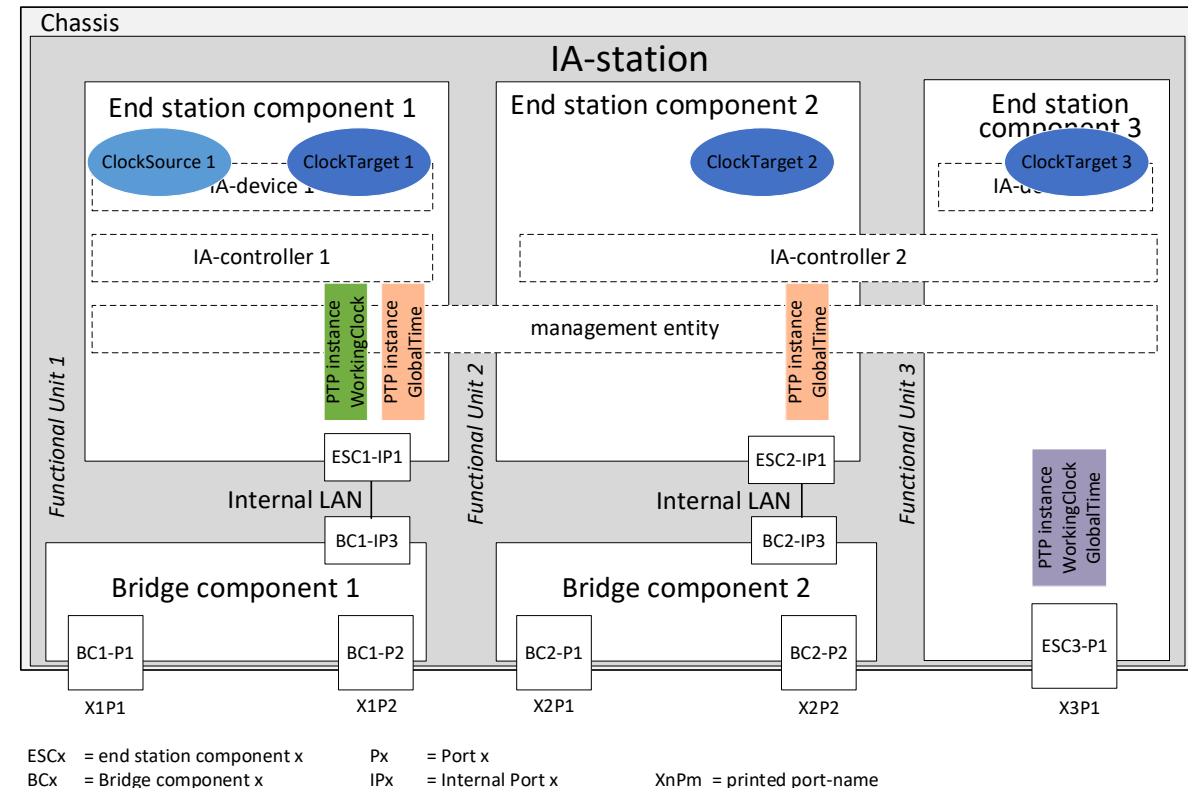 Chassis
IA-station
End station component 1
End station component 2
End station
component 3
ClockSource 1
ClockTarget 1
ClockTarget 2
ClockTarget 3
IA-device 1
IA-de
IA-controller 1
IA-controller 2
management entity
PTP instance
WorkingClock
PTP instance
GlobalTime
PTP instance
GlobalTime
PTP instance
WorkingClock
GlobalTime
Functional Unit 1
Functional Unit 2
Functional Unit 3
ESC1-IP1
ESC2-IP1
Internal LAN
Internal LAN
BC1-IP3
BC2-IP3
Bridge component 1
Bridge component 2
BC1-P1
BC1-P2
BC2-P1
BC2-P2
ESC3-P1
X1P1
X1P2
X2P1
X2P2
X3P1
ESCx = end station component x Px = Port x
BCx = Bridge component x IPx = Internal Port x XnPm = printed port-name